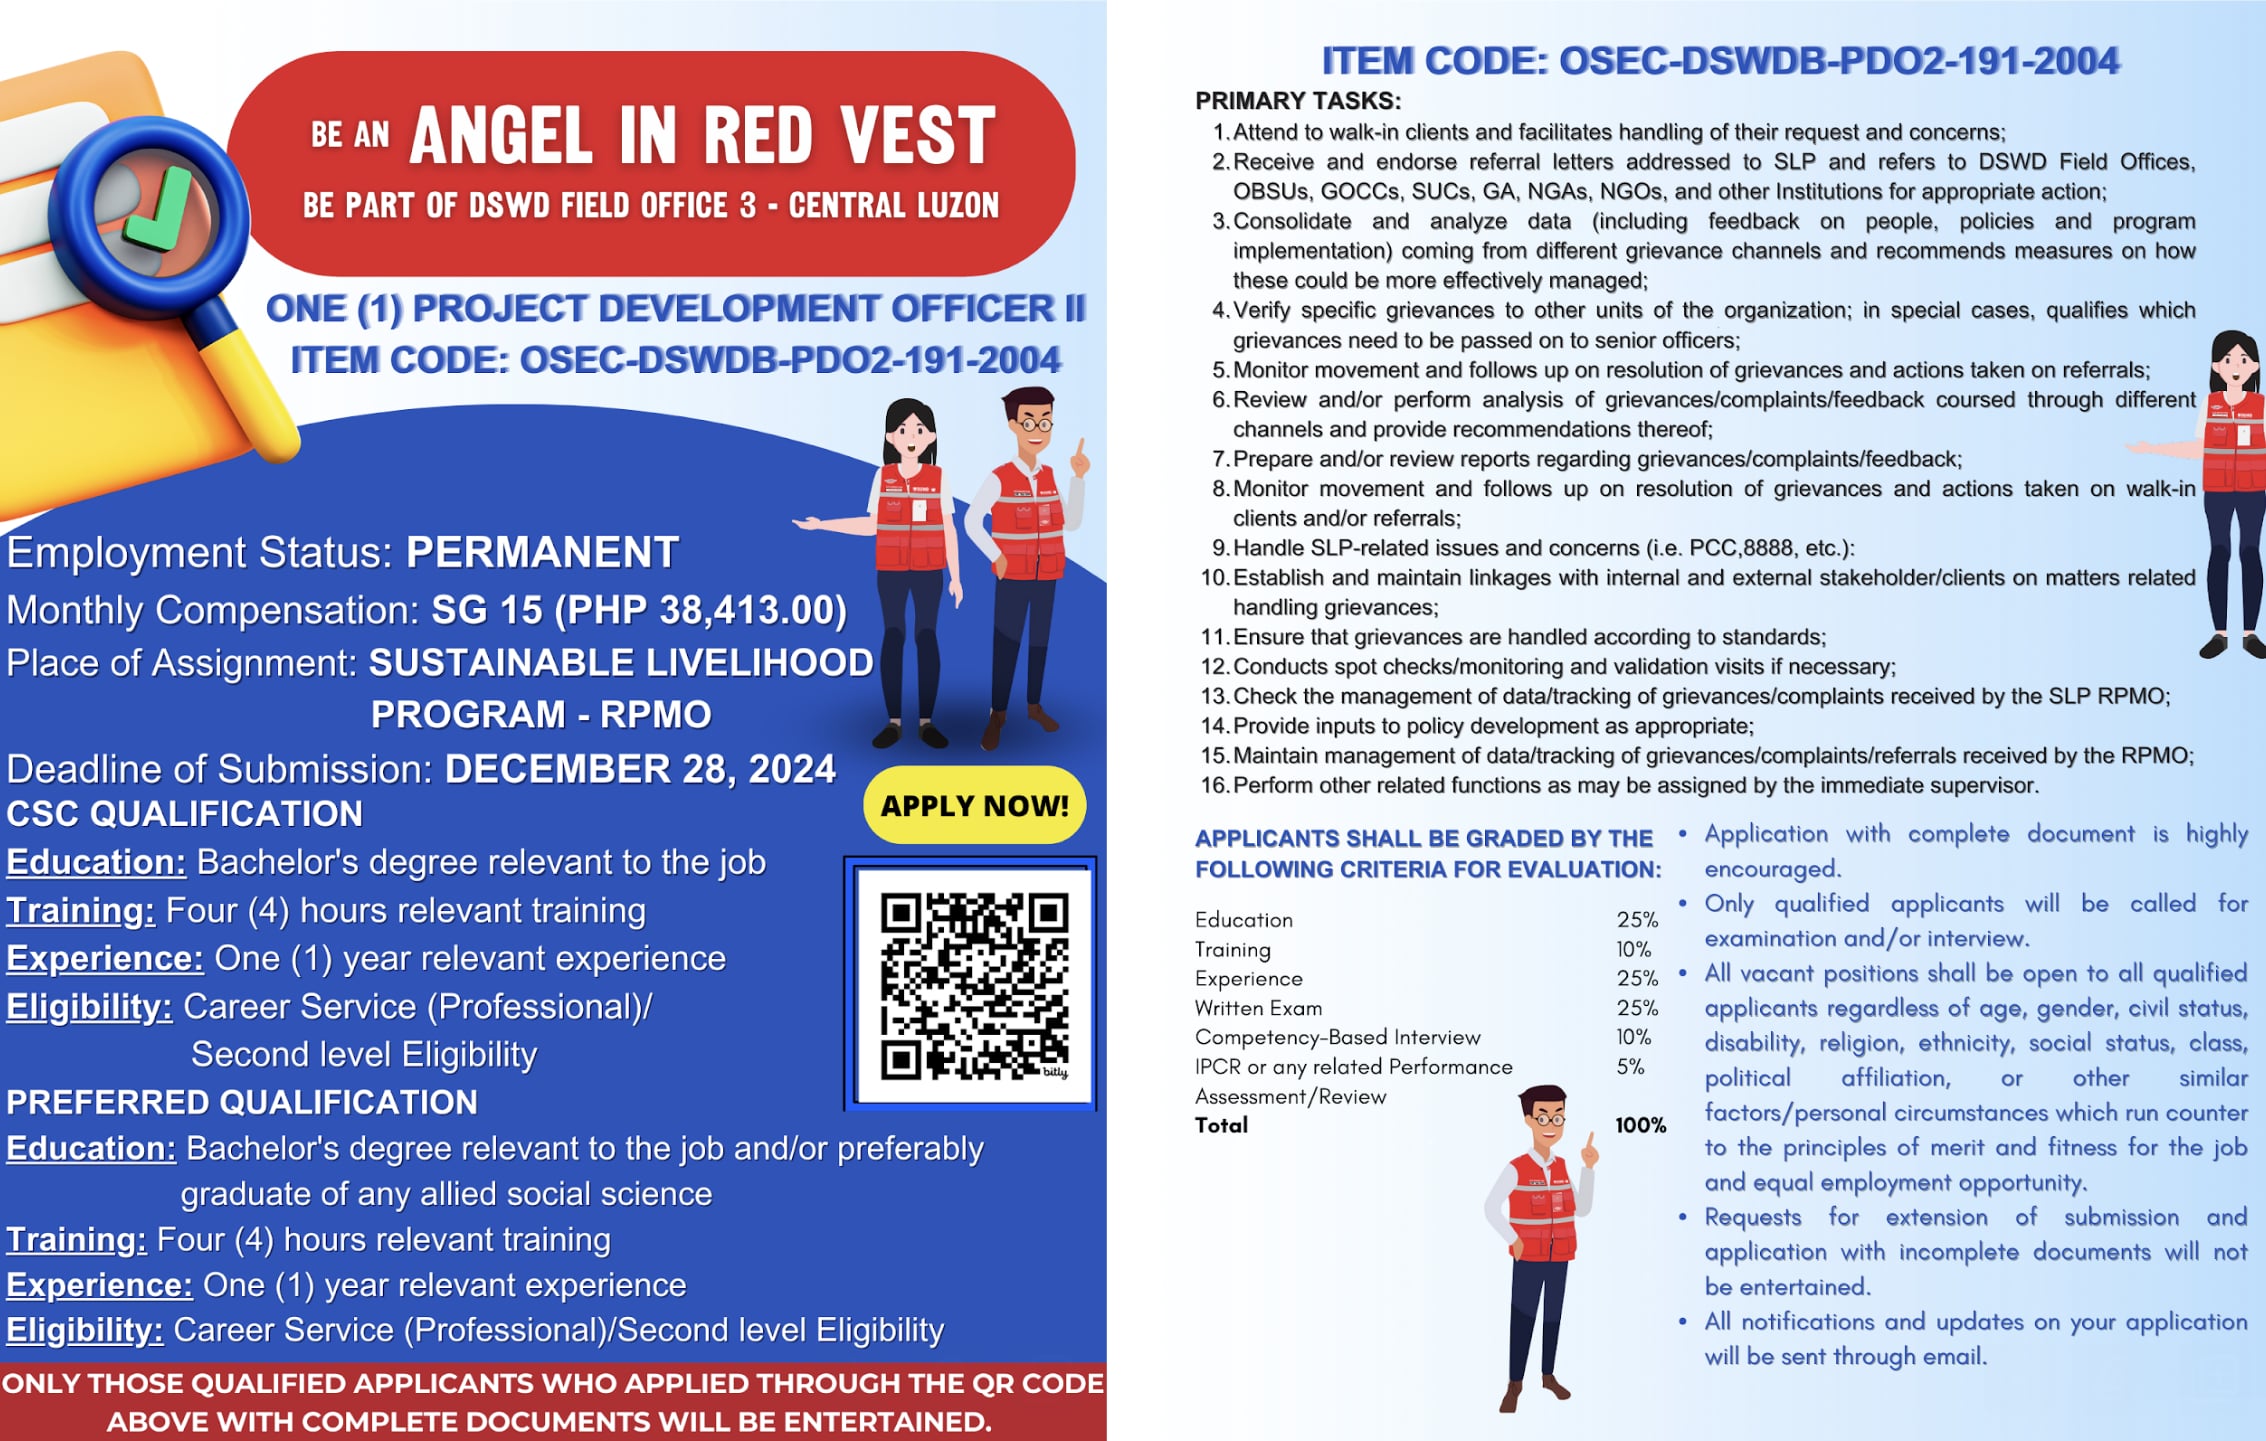 BE AN ANGEL IN RED VEST
BE PART OF DSWD FIELD OFFICE 3 - CENTRAL LUZON
ONE (1) PROJECT DEVELOPMENT OFFICER II
ITEM CODE: OSEC-DSWDB-PDO2-191-2004
Employment Status: PERMANENT
Monthly Compensation: SG 15 (PHP 38,413.00)
Place of Assignment: SUSTAINABLE LIVELIHOOD
PROGRAM - RPMO
Deadline of Submission: DECEMBER 28, 2024
CSC QUALIFICATION
Education: Bachelor's degree relevant to the job
Training: Four (4) hours relevant training
Experience: One (1) year relevant experience
Eligibility: Career Service (Professional)/
Second level Eligibility
APPLY NOW!
bitly
PREFERRED QUALIFICATION
Education: Bachelor's degree relevant to the job and/or preferably
graduate of any allied social science
Training: Four (4) hours relevant training
Experience: One (1) year relevant experience
Eligibility: Career Service (Professional)/Second level Eligibility
ONLY THOSE QUALIFIED APPLICANTS WHO APPLIED THROUGH THE QR CODE
ABOVE WITH COMPLETE DOCUMENTS WILL BE ENTERTAINED.
ITEM CODE: OSEC-DSWDB-PDO2-191-2004
PRIMARY TASKS:
1. Attend to walk-in clients and facilitates handling of their request and concerns;
2. Receive and endorse referral letters addressed to SLP and refers to DSWD Field Offices,
OBSUs, GOCCs, SUCs, GA, NGAs, NGOs, and other Institutions for appropriate action;
3. Consolidate and analyze data (including feedback on people, policies and program
implementation) coming from different grievance channels and recommends measures on how
these could be more effectively managed;
4. Verify specific grievances to other units of the organization; in special cases, qualifies which
grievances need to be passed on to senior officers;
5. Monitor movement and follows up on resolution of grievances and actions taken on referrals;
6. Review and/or perform analysis of grievances/complaints/feedback coursed through different
channels and provide recommendations thereof;
7. Prepare and/or review reports regarding grievances/complaints/feedback;
8. Monitor movement and follows up on resolution of grievances and actions taken on walk-in
clients and/or referrals;
9. Handle SLP-related issues and concerns (i.e. PCC,8888, etc.):
10. Establish and maintain linkages with internal and external stakeholder/clients on matters related
handling grievances;
11. Ensure that grievances are handled according to standards;
12. Conducts spot checks/monitoring and validation visits if necessary;
13. Check the management of data/tracking of grievances/complaints received by the SLP RPMO;
14. Provide inputs to policy development as appropriate;
15. Maintain management of data/tracking of grievances/complaints/referrals received by the RPMO;
16. Perform other related functions as may be assigned by the immediate supervisor.
APPLICANTS SHALL BE GRADED BY THE
FOLLOWING CRITERIA FOR EVALUATION:
Education 25%
Training 10%
Experience 25%
Written Exam 25%
Competency-Based Interview 10%
IPCR or any related Performance 5%
Assessment/Review
Total 100%
• Application with complete document is highly
encouraged.
• Only qualified applicants will be called for
examination and/or interview.
• All vacant positions shall be open to all qualified
applicants regardless of age, gender, civil status,
disability, religion, ethnicity, social status, class,
political affiliation, or other similar
factors/personal circumstances which run counter
to the principles of merit and fitness for the job
and equal employment opportunity.
• Requests for extension of submission and
application with incomplete documents will not
be entertained.
• All notifications and updates on your application
will be sent through email.